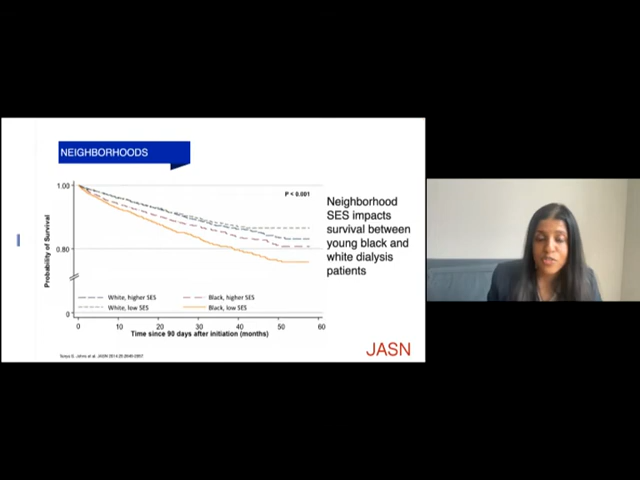 NEIGHBORHOODS
1.00
P < 0.001
Probability of Survival
0.80
0
White, higher SES
Black, higher SES
White, low SES
Black, low SES
0 10 20 30 40 50 60
Time since 90 days after initiation (months)
Neighborhood
SES impacts
survival between
young black and
white dialysis
patients
JASN